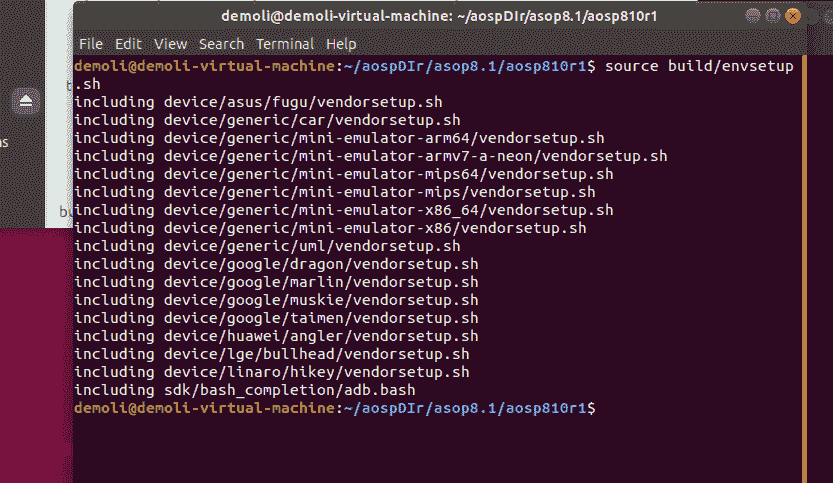 demoli@demoli-virtual-machine: ~/aospDIr/asop8.1/aosp810r1
File Edit View Search Terminal Help
demoli@demoli-virtual-machine:~/aospDIr/asop8.1/aosp810r1$ source build/envsetup
t.sh
including device/asus/fugu/vendorsetup.sh
including device/generic/car/vendorsetup.sh
including device/generic/mini-emulator-arm64/vendorsetup.sh
including device/generic/mini-emulator-armv7-a-neon/vendorsetup.sh
including device/generic/mini-emulator-mips64/vendorsetup.sh
including device/generic/mini-emulator-mips/vendorsetup.sh
including device/generic/mini-emulator-x86_64/vendorsetup.sh
including device/generic/mini-emulator-x86/vendorsetup.sh
including device/generic/uml/vendorsetup.sh
including device/google/dragon/vendorsetup.sh
including device/google/marlin/vendorsetup.sh
including device/google/muskie/vendorsetup.sh
including device/google/taimen/vendorsetup.sh
including device/huawei/angler/vendorsetup.sh
including device/lge/bullhead/vendorsetup.sh
including device/linaro/hikey/vendorsetup.sh
including sdk/bash_completion/adb.bash
demoli@demoli-virtual-machine:~/aospDIr/asop8.1/aosp810r1$